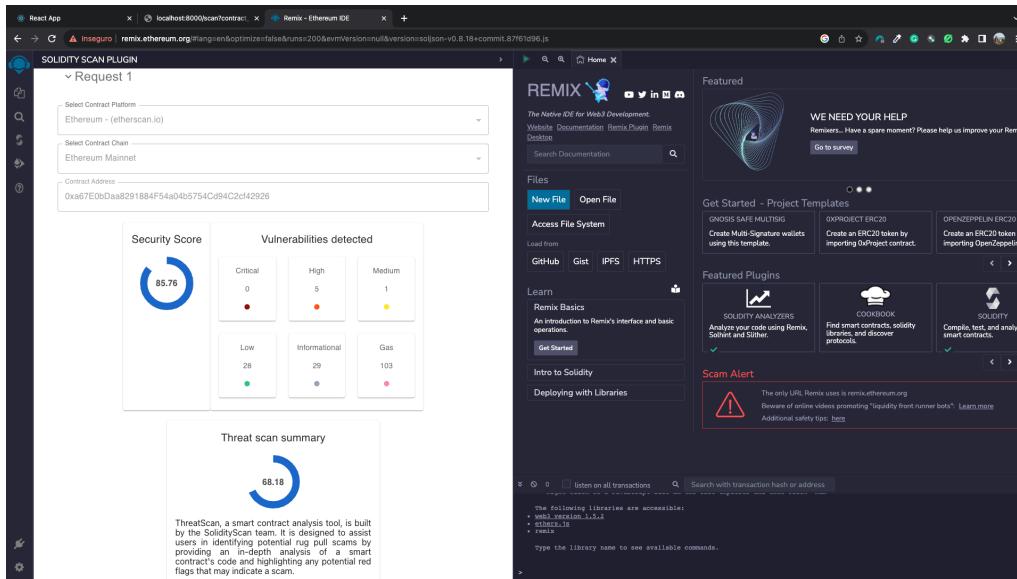 React App
localhost:8000/scan?contract_
Remix - Ethereum IDE
Inseguro
remix.ethereum.org/#lang=en&optimize=false&runs=200&evmVersion=null&version=soljson-v0.8.18+commit.87f61d96.js
SOLIDITY SCAN PLUGIN
Request 1
Select Contract Platform
Ethereum - (etherscan.io)
Select Contract Chain
Ethereum Mainnet
Contract Address
0xa67E0bDaa8291884F54a04b5754Cd94C2cf42926
Security Score
85.76
Vulnerabilities detected
Critical
0
High
5
Medium
1
Low
28
Informational
29
Gas
103
Threat scan summary
68.18
ThreatScan, a smart contract analysis tool, is built
by the SolidityScan team. It is designed to assist
users in identifying potential rug pull scams by
providing an in-depth analysis of a smart
contract's code and highlighting any potential red
flags that may indicate a scam.
Home
REMIX
The Native IDE for Web3 Development.
Website Documentation Remix Plugin Remix
Desktop
Search Documentation
Files
New File
Open File
Access File System
Load from
GitHub
Gist
IPFS
HTTPS
Learn
Remix Basics
An introduction to Remix's interface and basic
operations.
Get Started
Intro to Solidity
Deploying with Libraries
Featured
WE NEED YOUR HELP
Remixers... Have a spare moment? Please help us improve your Rem
Go to survey
Get Started - Project Templates
GNOSIS SAFE MULTISIG
Create Multi-Signature wallets
using this template.
0XPROJECT ERC20
Create an ERC20 token by
importing 0xProject contract.
OPENZEPPELIN ERC20
Create an ERC20 token
importing OpenZeppelin
Featured Plugins
SOLIDITY ANALYZERS
Analyze your code using Remix,
Solhint and Slither.
COOKBOOK
Find smart contracts, solidity
libraries, and discover
protocols.
SOLIDITY
Compile, test, and analy
smart contracts.
Scam Alert
The only URL Remix uses is remix.ethereum.org
Beware of online videos promoting "liquidity front runner bots": Learn more
Additional safety tips: here
0
listen on all transactions
Search with transaction hash or address
The following libraries are accessible:
web3 version 1.5.2
ethers.js
remix
Type the library name to see available commands.
>